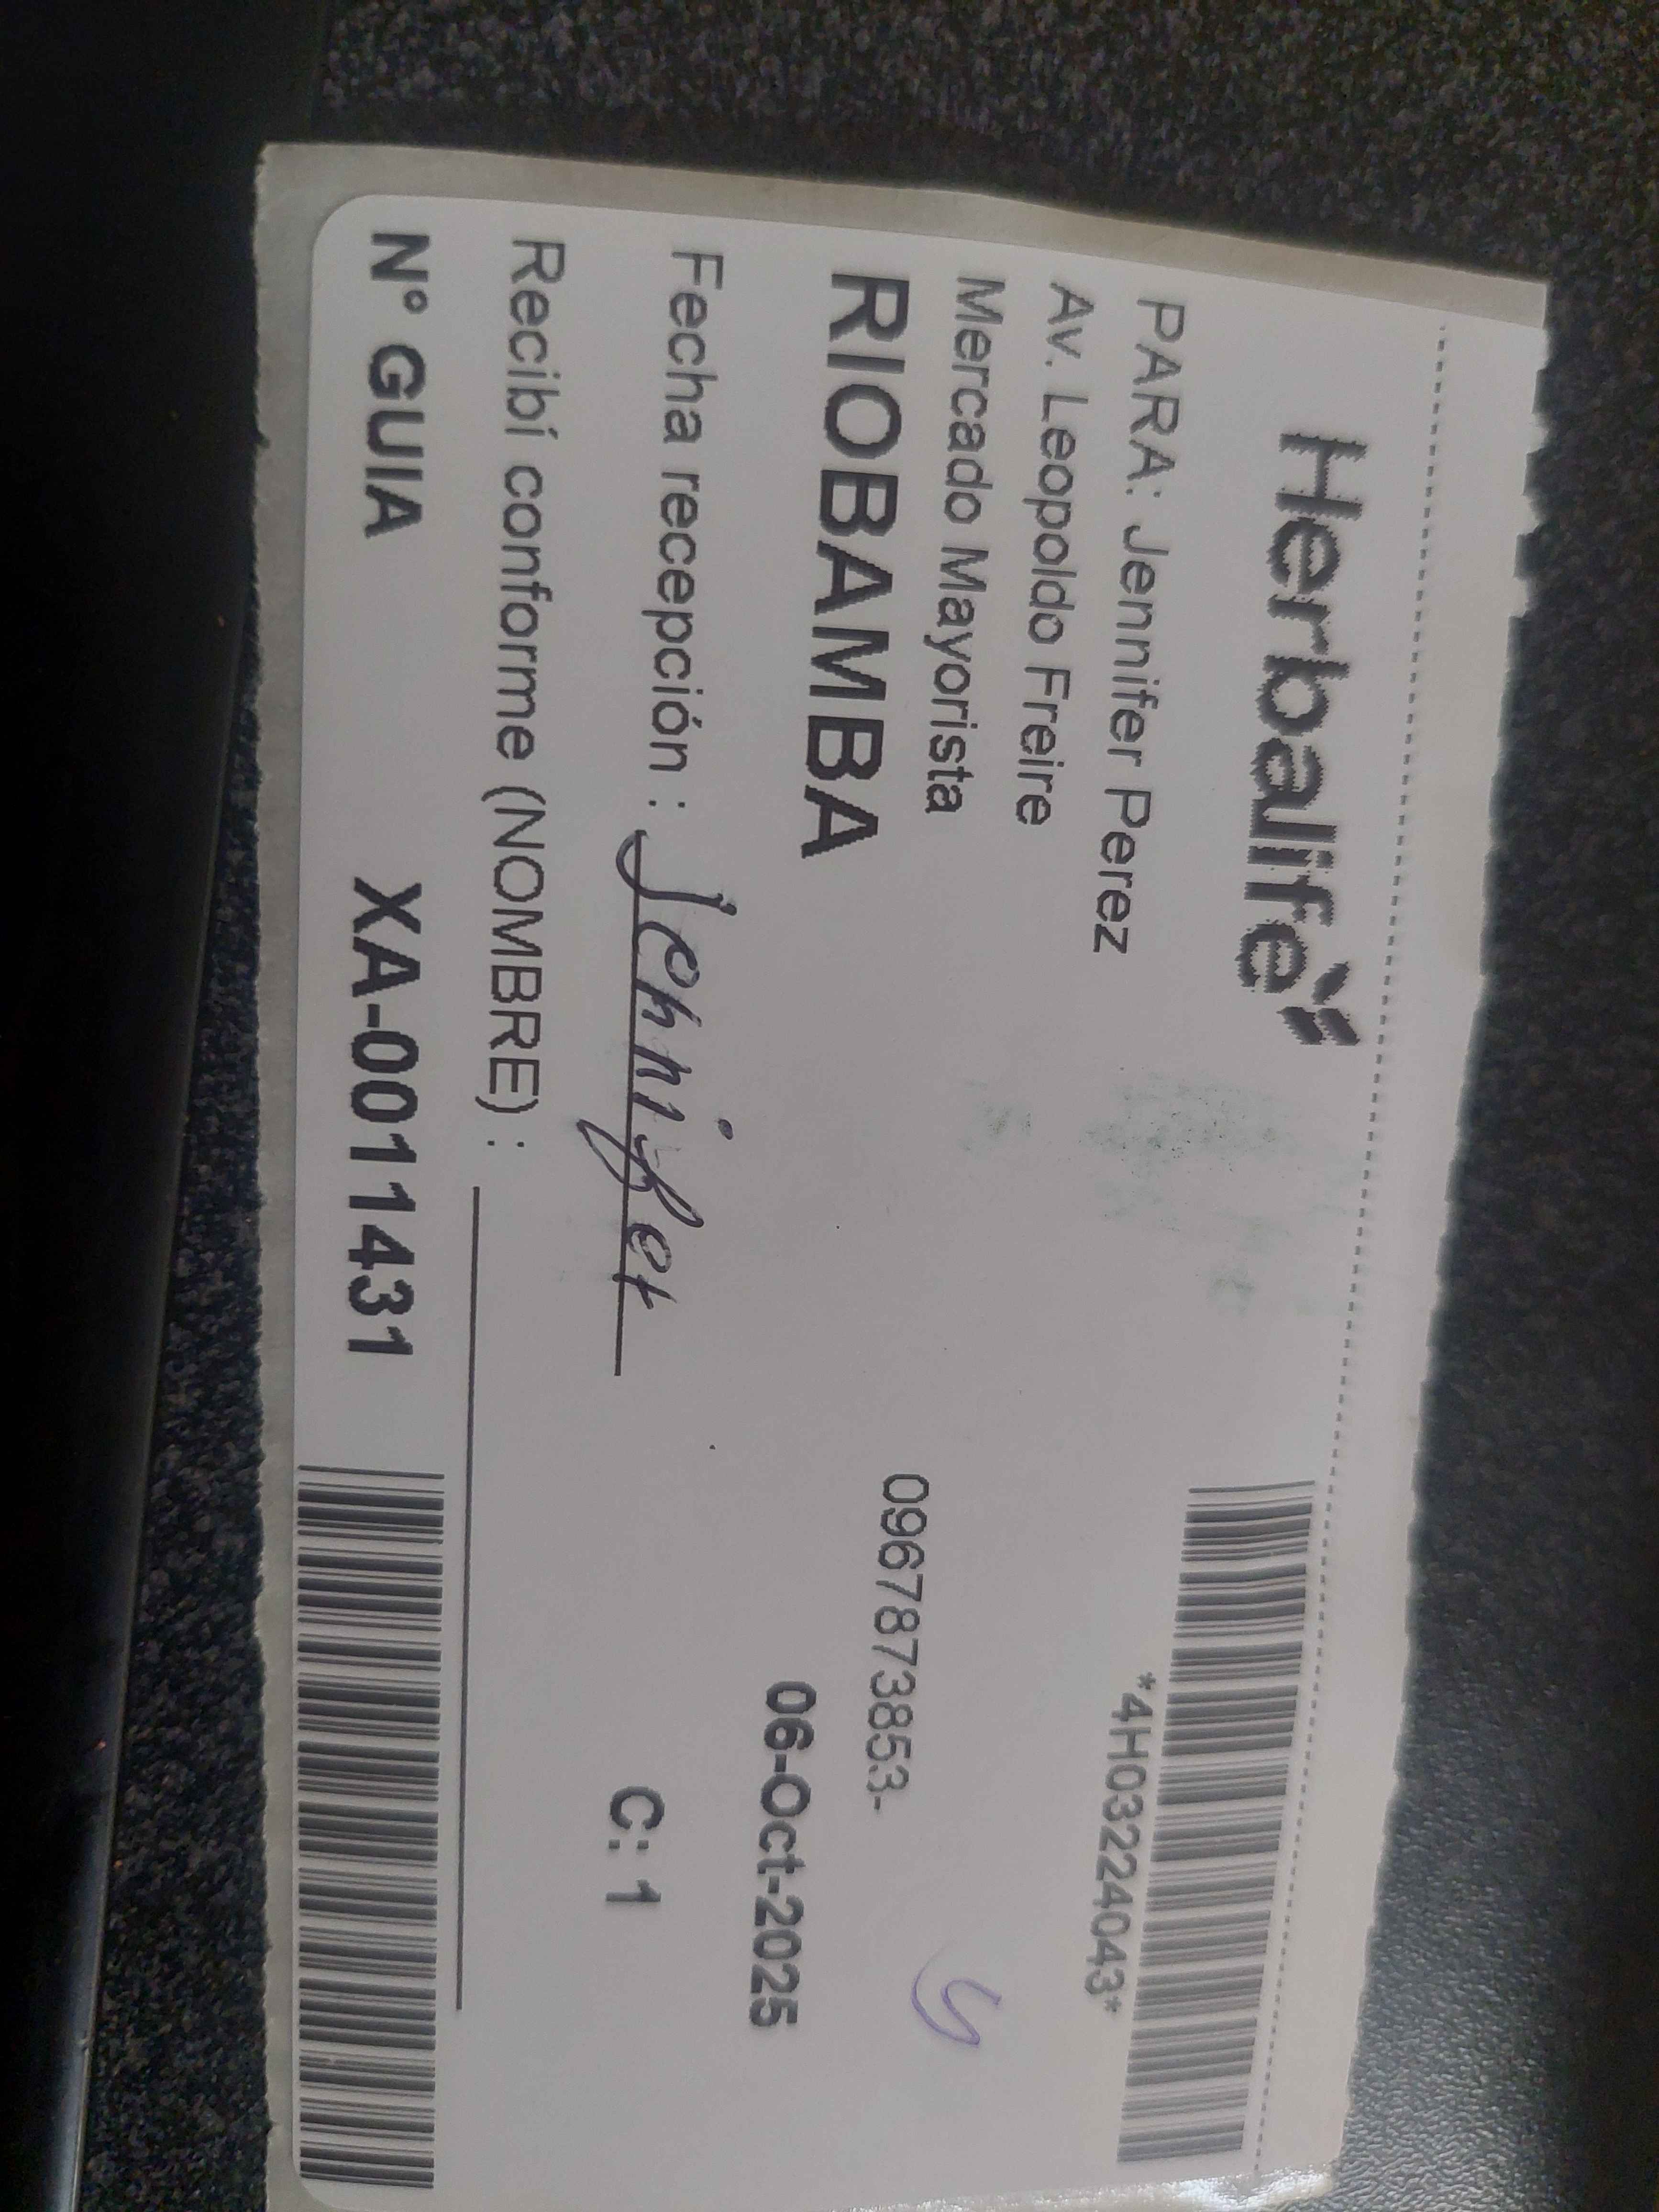 Herbalife
*4H03224043*
PARA: Jennifer Perez
Av. Leopoldo Freire
Mercado Mayorista
0967873853-
RIOBAMBA
06-Oct-2025
Fecha recepción : Jennifer
C: 1
Recibí conforme (NOMBRE) :
N° GUIA XA-0011431